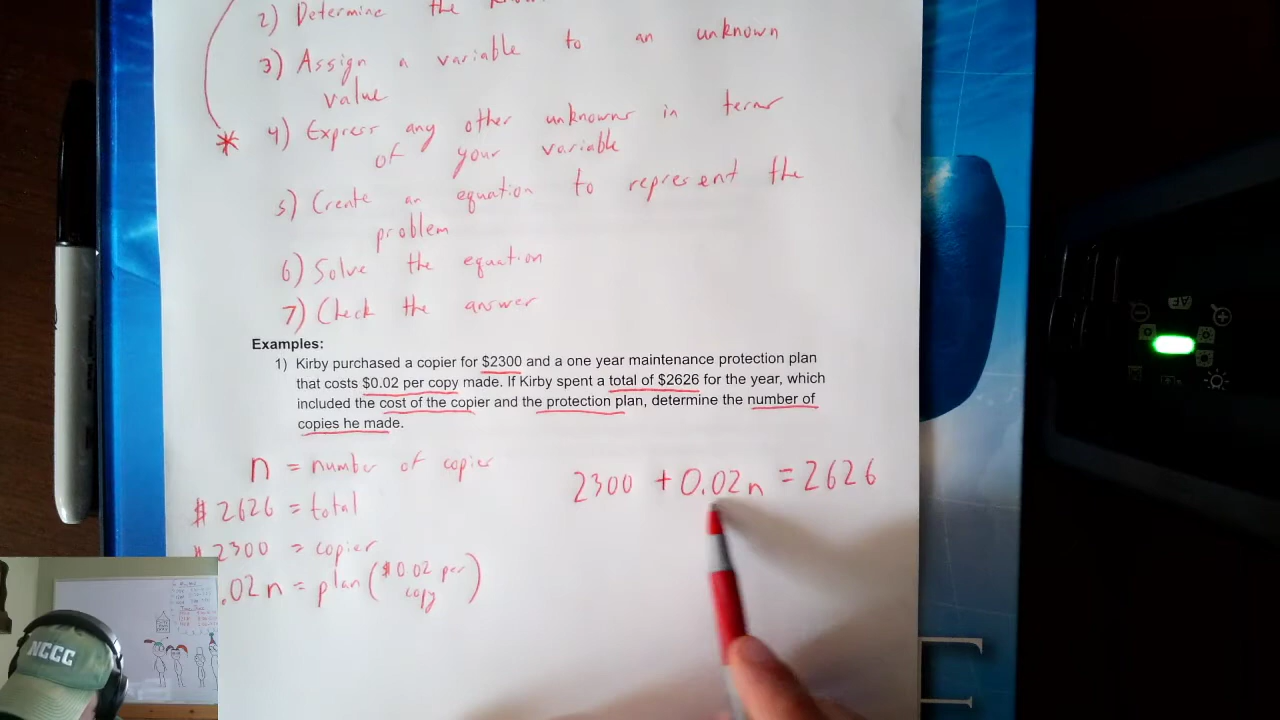 2) Determine the
3) Assign a variable to an unknown
value
* 4) Express any other unknowns in terms
of your variable
5) Create an equation to represent the
problem
6) Solve the equation
7) Check the answer
Examples:
1) Kirby purchased a copier for $2300 and a one year maintenance protection plan
that costs $0.02 per copy made. If Kirby spent a total of $2626 for the year, which
included the cost of the copier and the protection plan, determine the number of
copies he made.
n = number of copies
$2626 = total
2300 = copier
.02n = plan ($0.02 per
copy)
2300 + 0.02n = 2626
NCCC
AF